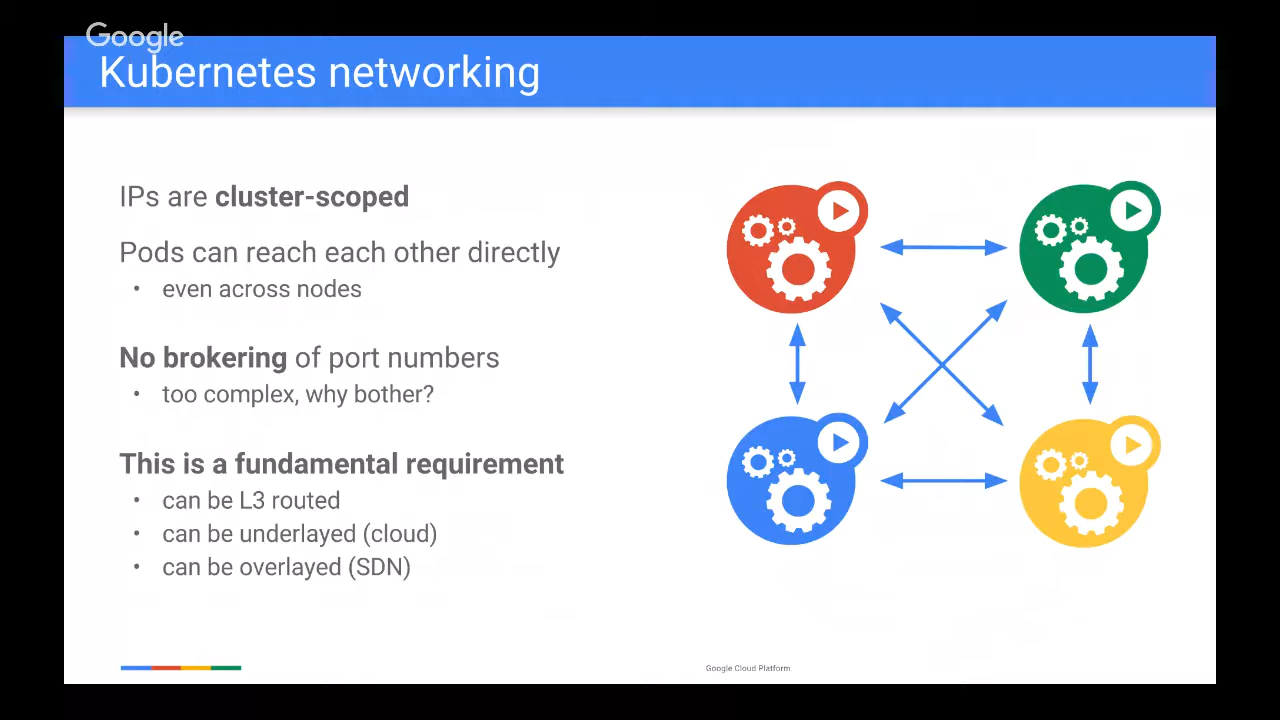 Google
Kubernetes networking
IPs are cluster-scoped
Pods can reach each other directly
• even across nodes
No brokering of port numbers
• too complex, why bother?
This is a fundamental requirement
• can be L3 routed
• can be underlayed (cloud)
• can be overlayed (SDN)
Google Cloud Platform